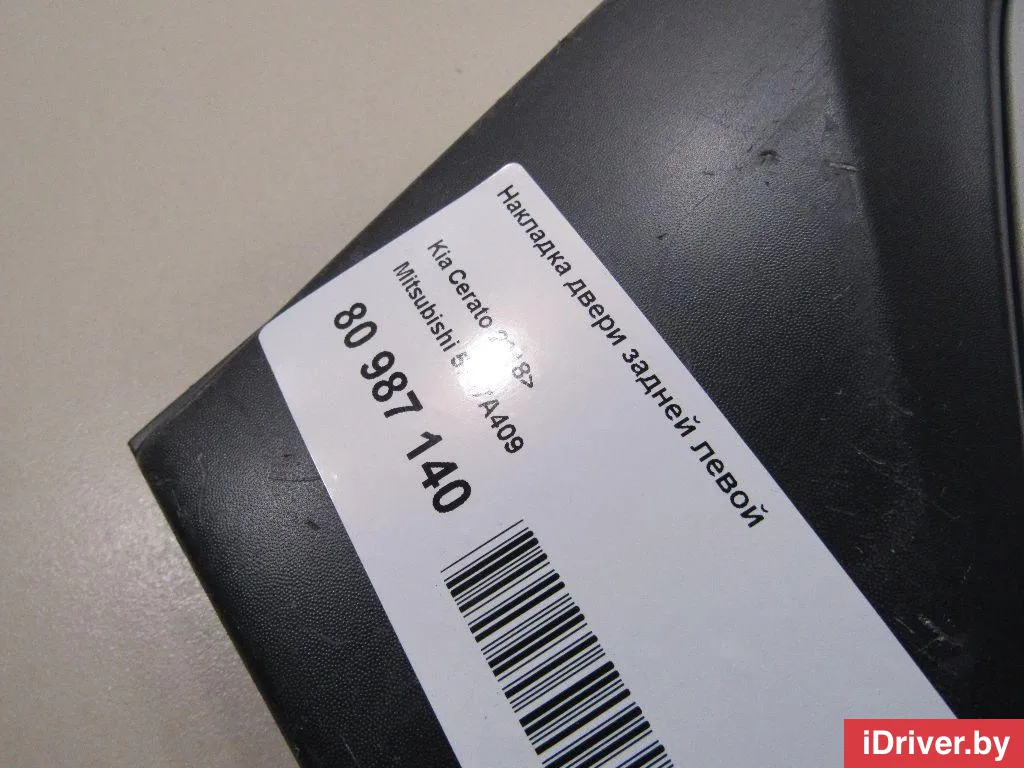 Накладка двери задней левой
Kia Cerato
Mitsubishi
80 987 140
iDriver.by